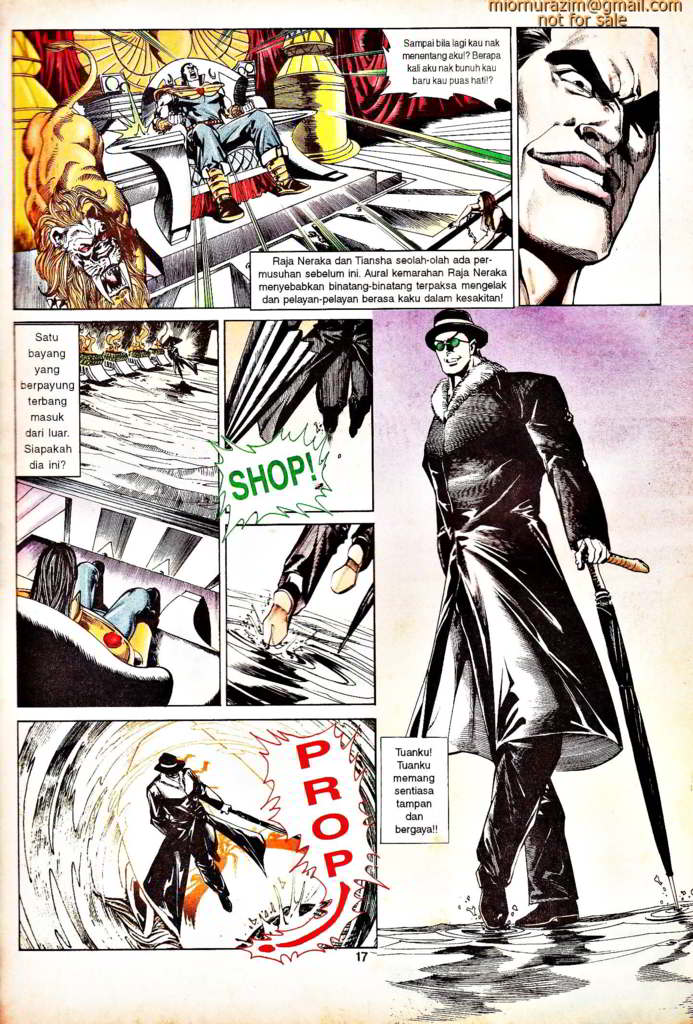 miornurazim@gmail.com
not for sale
Sampai bila lagi kau nak
menentang aku!? Berapa
kali aku nak bunuh kau
baru kau puas hati!?
Raja Neraka dan Tiansha seolah-olah ada per-
musuhan sebelum ini. Aural kemarahan Raja Neraka
menyebabkan binatang-binatang terpaksa mengelak
dan pelayan-pelayan berasa kaku dalam kesakitan!
Satu
bayang
yang
berpayung
terbang
masuk
dari luar.
Siapakah
dia ini?
SHOP!
PROP!
Tuanku!
Tuanku
memang
sentiasa
tampan
dan
bergaya!!
17